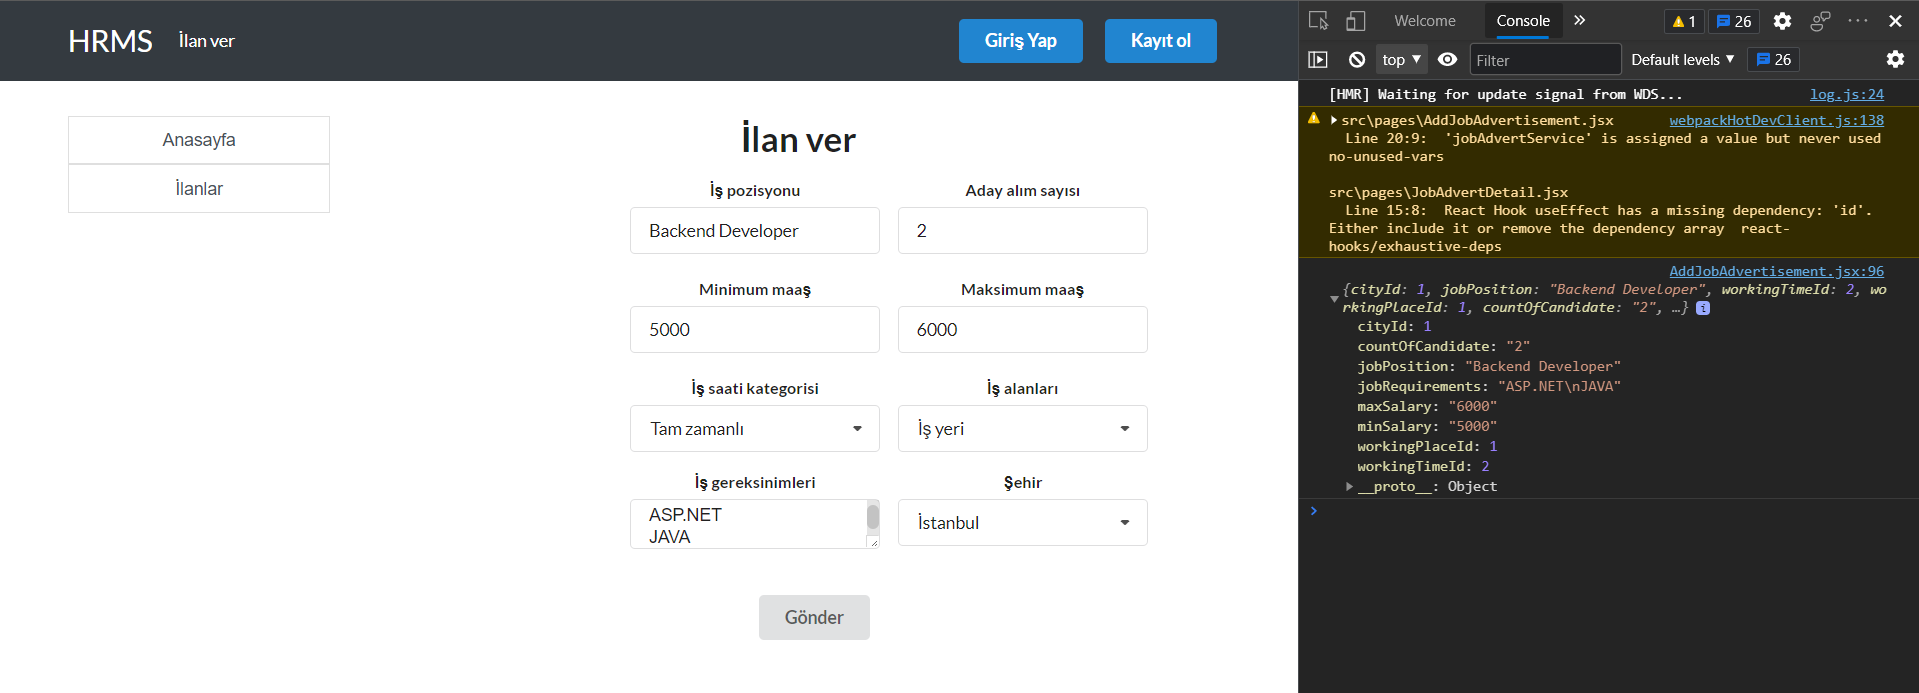 HRMS
İlan ver
Giriş Yap
Kayıt ol
Anasayfa
İlanlar
İlan ver
İş pozisyonu
Aday alım sayısı
Backend Developer
2
Minimum maaş
Maksimum maaş
5000
6000
İş saati kategorisi
İş alanları
Tam zamanlı
İş yeri
İş gereksinimleri
Şehir
ASP.NET
JAVA
İstanbul
Gönder
Welcome
Console
1
26
top
Filter
Default levels
26
[HMR] Waiting for update signal from WDS...
log.js:24
src\pages\AddJobAdvertisement.jsx
webpackHotDevClient.js:138
Line 20:9:  'jobAdvertService' is assigned a value but never used
no-unused-vars
src\pages\JobAdvertDetail.jsx
Line 15:8:  React Hook useEffect has a missing dependency: 'id'.
Either include it or remove the dependency array  react-
hooks/exhaustive-deps
AddJobAdvertisement.jsx:96
{cityId: 1, jobPosition: "Backend Developer", workingTimeId: 2, wo
rkingPlaceId: 1, countOfCandidate: "2", …}
i
cityId: 1
countOfCandidate: "2"
jobPosition: "Backend Developer"
jobRequirements: "ASP.NET\nJAVA"
maxSalary: "6000"
minSalary: "5000"
workingPlaceId: 1
workingTimeId: 2
__proto__: Object